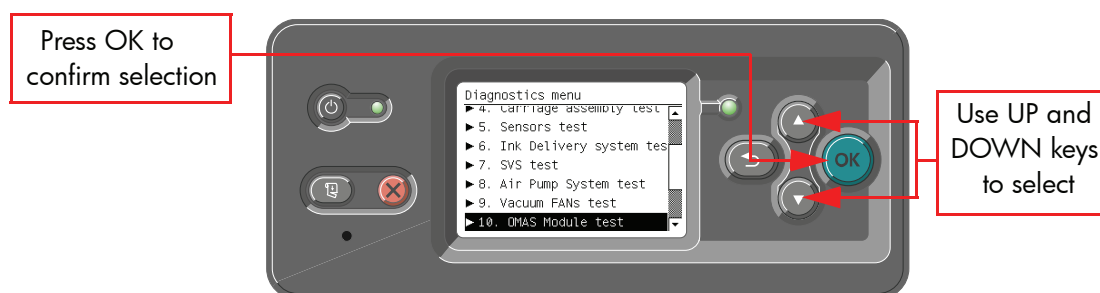 Press OK to
confirm selection
Diagnostics menu
▶ 4. Carriage assembly test
▶ 5. Sensors test
▶ 6. Ink Delivery system tes
▶ 7. SVS test
▶ 8. Air Pump System test
▶ 9. Vacuum FANs test
▶ 10. OMAS Module test
OK
Use UP and
DOWN keys
to select